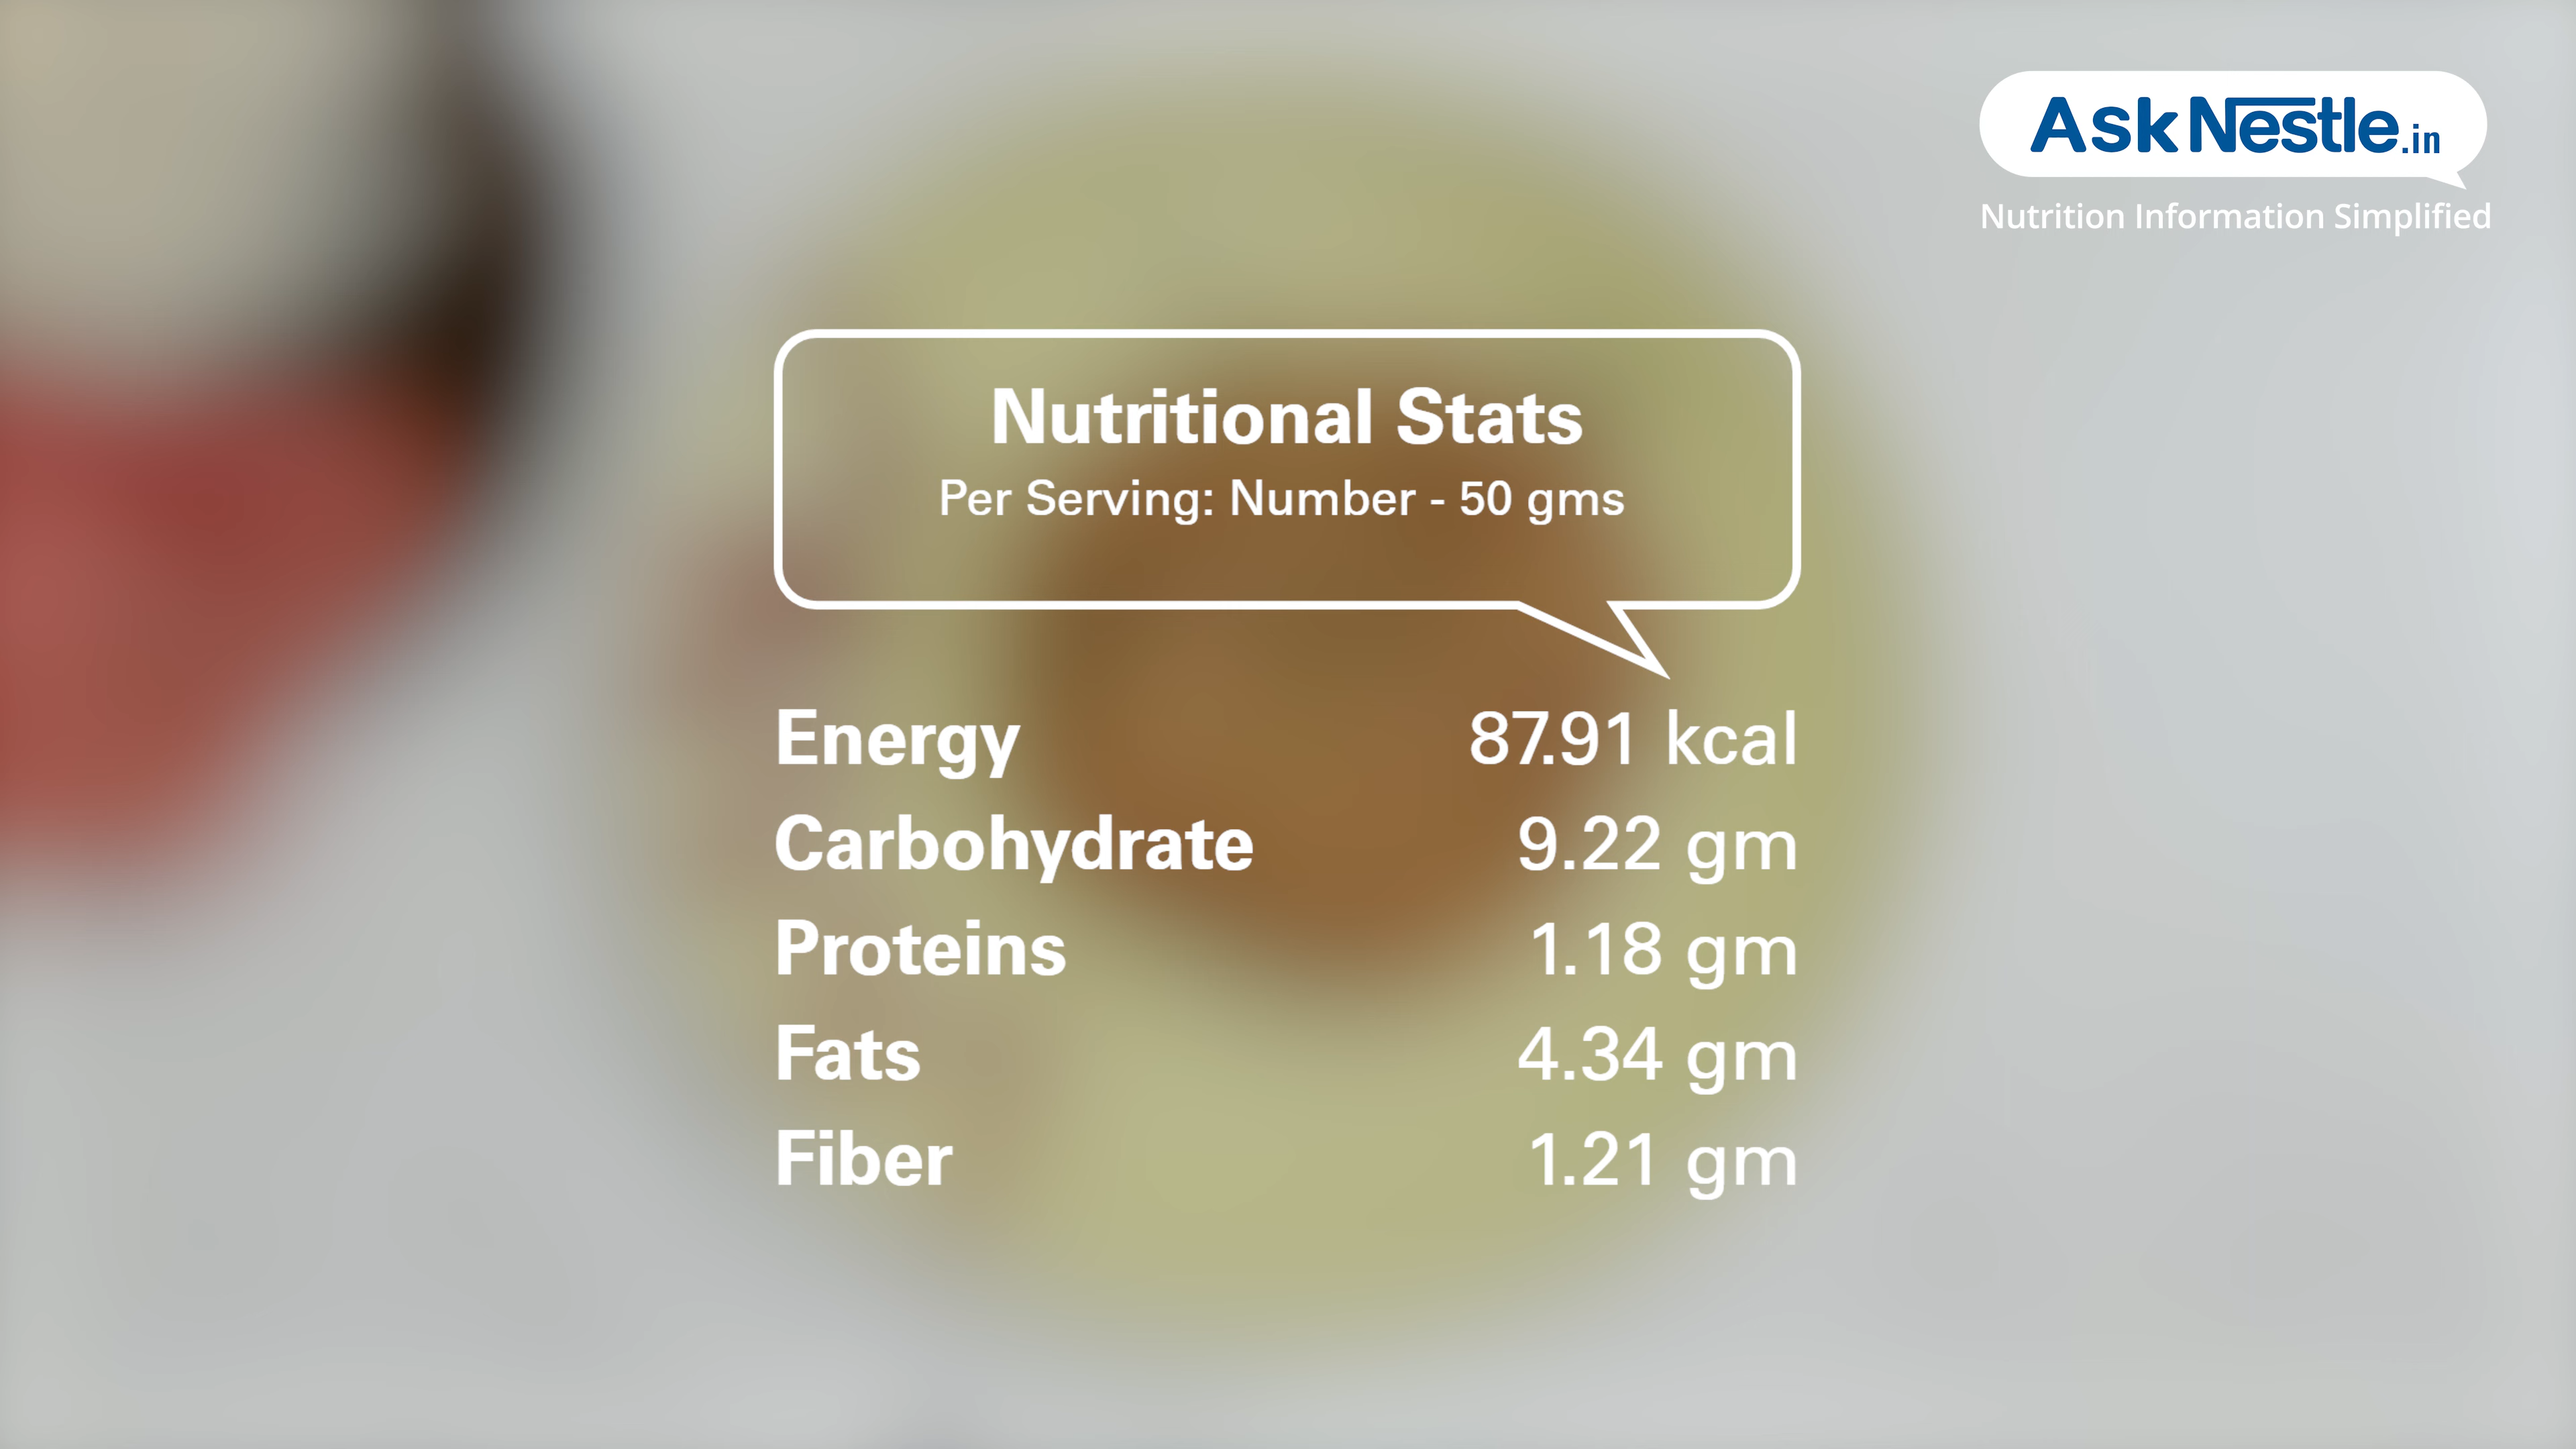 AskNestle.in
Nutrition Information Simplified
Nutritional Stats
Per Serving: Number - 50 gms
Energy 87.91 kcal
Carbohydrate 9.22 gm
Proteins 1.18 gm
Fats 4.34 gm
Fiber 1.21 gm